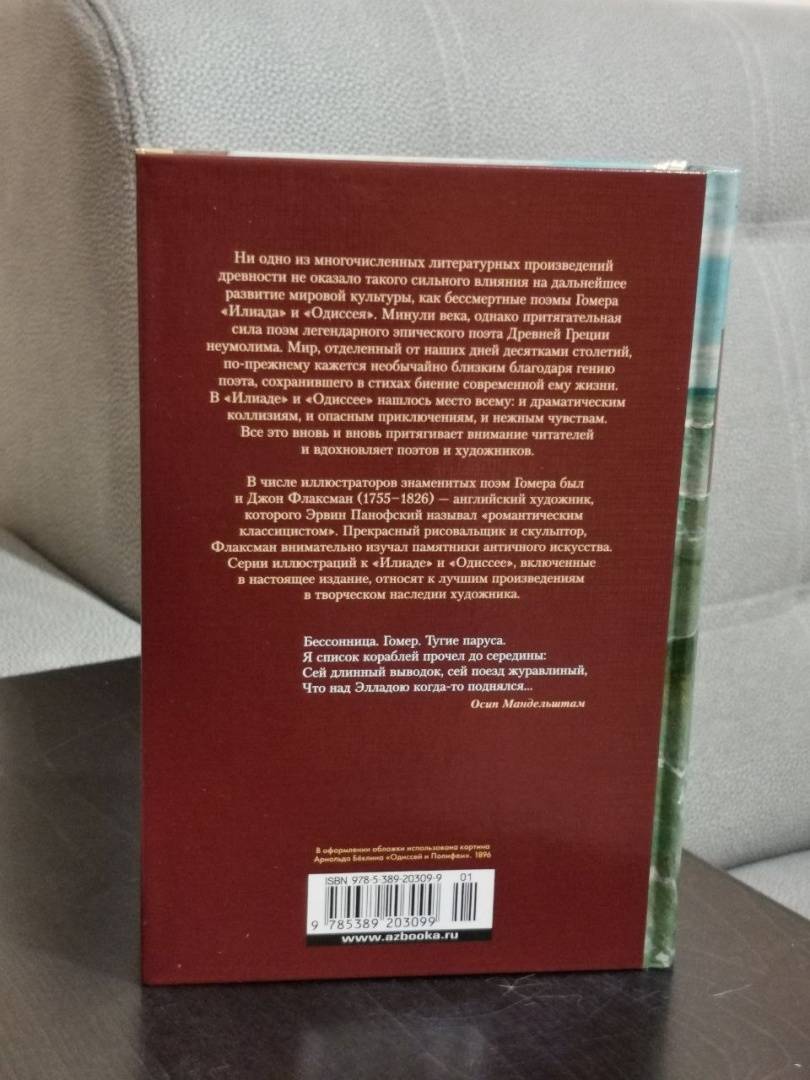 Ни одно из многочисленных литературных произведений
древности не оказало такого сильного влияния на дальнейшее
развитие мировой культуры, как бессмертные поэмы Гомера
«Илиада» и «Одиссея». Минули века, однако притягательная
сила поэм легендарного эпического поэта Древней Греции
неумолима. Мир, отделенный от наших дней десятками столетий,
по-прежнему кажется необычайно близким благодаря гению
поэта, сохранившего в стихах биение современной ему жизни.
В «Илиаде» и «Одиссее» нашлось место всему: и драматическим
коллизиям, и опасным приключениям, и нежным чувствам.
Все это вновь и вновь притягивает внимание читателей
и вдохновляет поэтов и художников.
В числе иллюстраторов знаменитых поэм Гомера был
и Джон Флаксман (1755–1826) — английский художник,
которого Эрвин Панофский называл «романтическим
классицистом». Прекрасный рисовальщик и скульптор,
Флаксман внимательно изучал памятники античного искусства.
Серии иллюстраций к «Илиаде» и «Одиссее», включенные
в настоящее издание, относят к лучшим произведениям
в творческом наследии художника.
Бессонница. Гомер. Тугие паруса.
Я список кораблей прочел до середины:
Сей длинный выводок, сей поезд журавлиный,
Что над Элладою когда-то поднялся...
Осип Мандельштам
В оформлении обложки использована картина
Арнольда Бёклина «Одиссей и Полифем». 1896
ISBN 978-5-389-20309-9 01
9 785389 203099
www.azbooka.ru